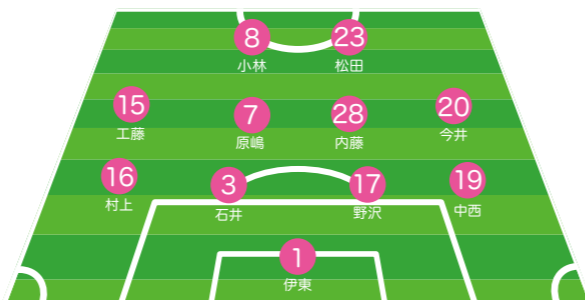 8 23
小林 松田
15 7 28 20
工藤 原嶋 内藤 今井
16 3 17 19
村上 石井 野沢 中西
1
伊東